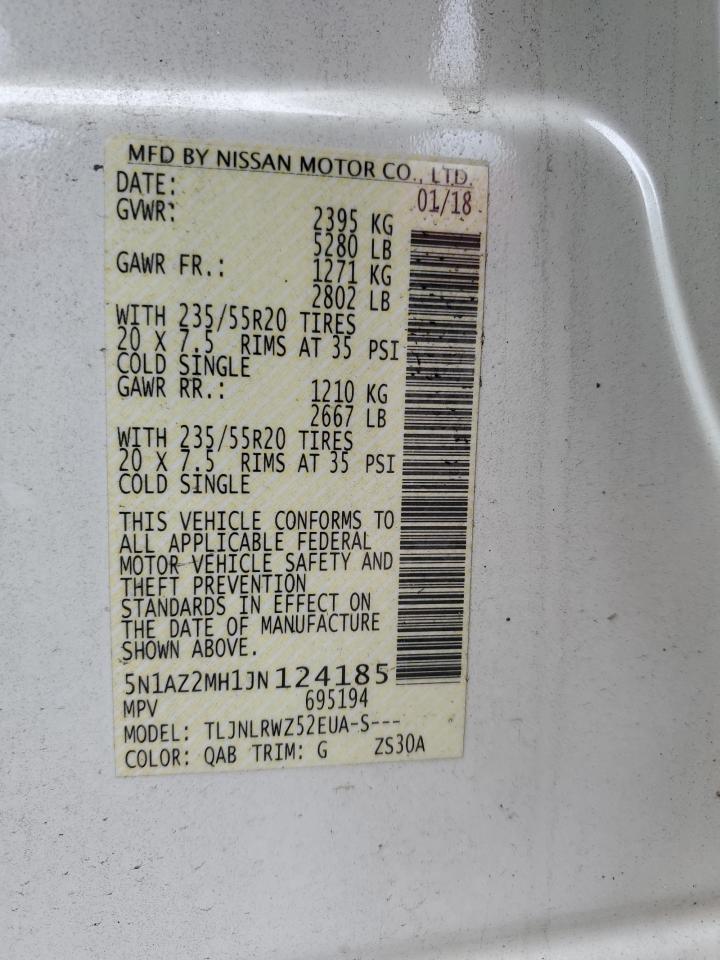 MFD BY NISSAN MOTOR CO., LTD.
DATE: 01/18
GVWR: 2395 KG
5280 LB
GAWR FR.: 1271 KG
2802 LB
WITH 235/55R20 TIRES
20 X 7.5 RIMS AT 35 PSI
COLD SINGLE
GAWR RR.: 1210 KG
2667 LB
WITH 235/55R20 TIRES
20 X 7.5 RIMS AT 35 PSI
COLD SINGLE
THIS VEHICLE CONFORMS TO
ALL APPLICABLE FEDERAL
MOTOR VEHICLE SAFETY AND
THEFT PREVENTION
STANDARDS IN EFFECT ON
THE DATE OF MANUFACTURE
SHOWN ABOVE.
5N1AZ2MH1JN124185
MPV 695194
MODEL: TLJNLRWZ52EUA-S---
COLOR: QAB TRIM: G ZS30A